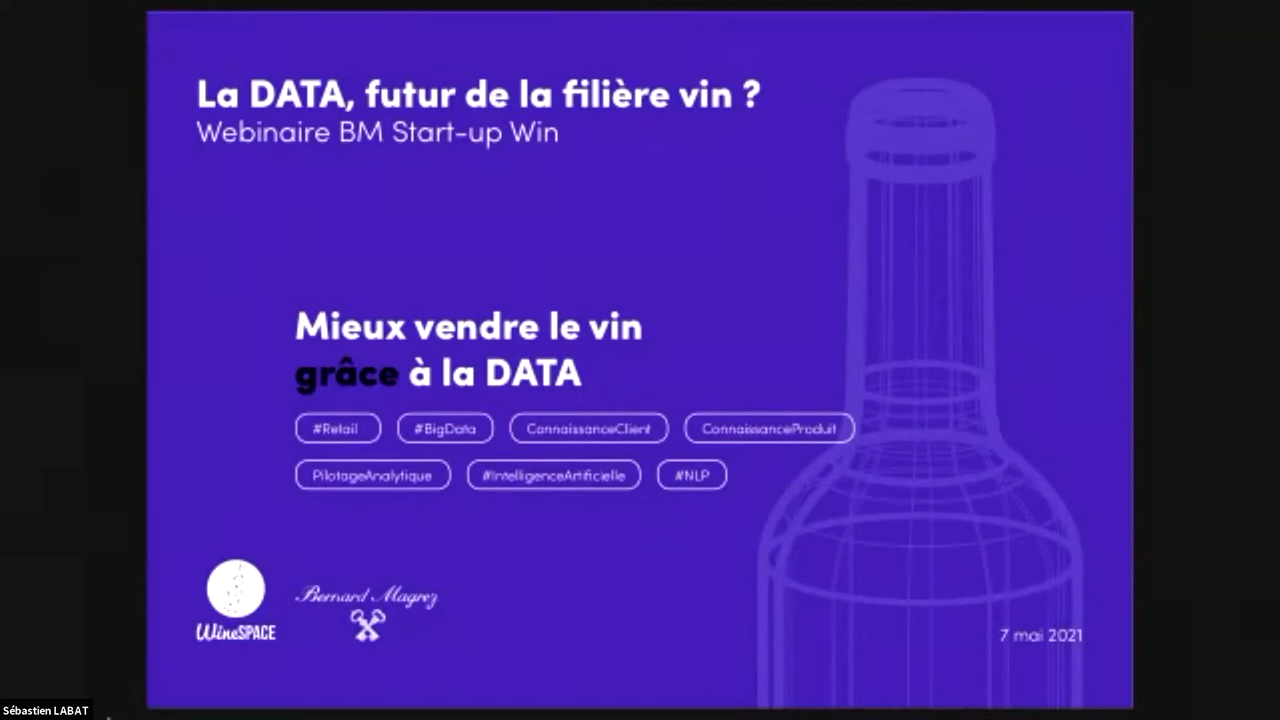 La DATA, futur de la filière vin ?
Webinaire BM Start-up Win
Mieux vendre le vin
grâce à la DATA
#Retail #BigData ConnaissanceClient ConnaissanceProduit
PilotageAnalytique #IntelligenceArtificielle #NLP
WineSPACE
Bernard Magrez
7 mai 2021
Sébastien LABAT